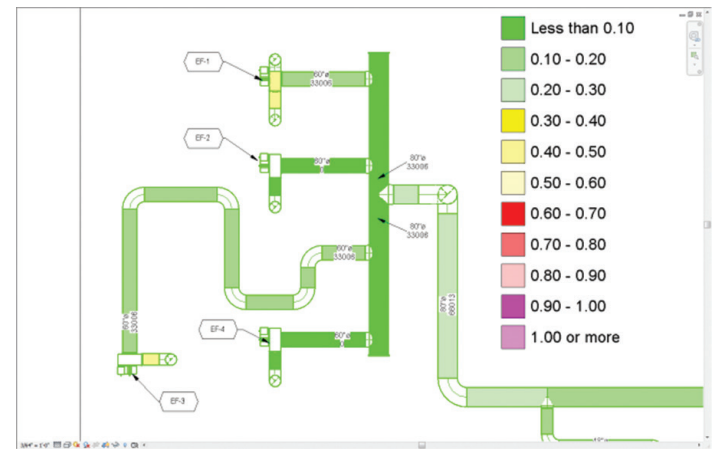 Less than 0.10
0.10 - 0.20
0.20 - 0.30
0.30 - 0.40
0.40 - 0.50
0.50 - 0.60
0.60 - 0.70
0.70 - 0.80
0.80 - 0.90
0.90 - 1.00
1.00 or more
EF-1
60"ø
33006
EF-2
80"ø
33006
80"ø
33006
60"ø
33006
80"ø
66013
33006
EF-4
EF-3